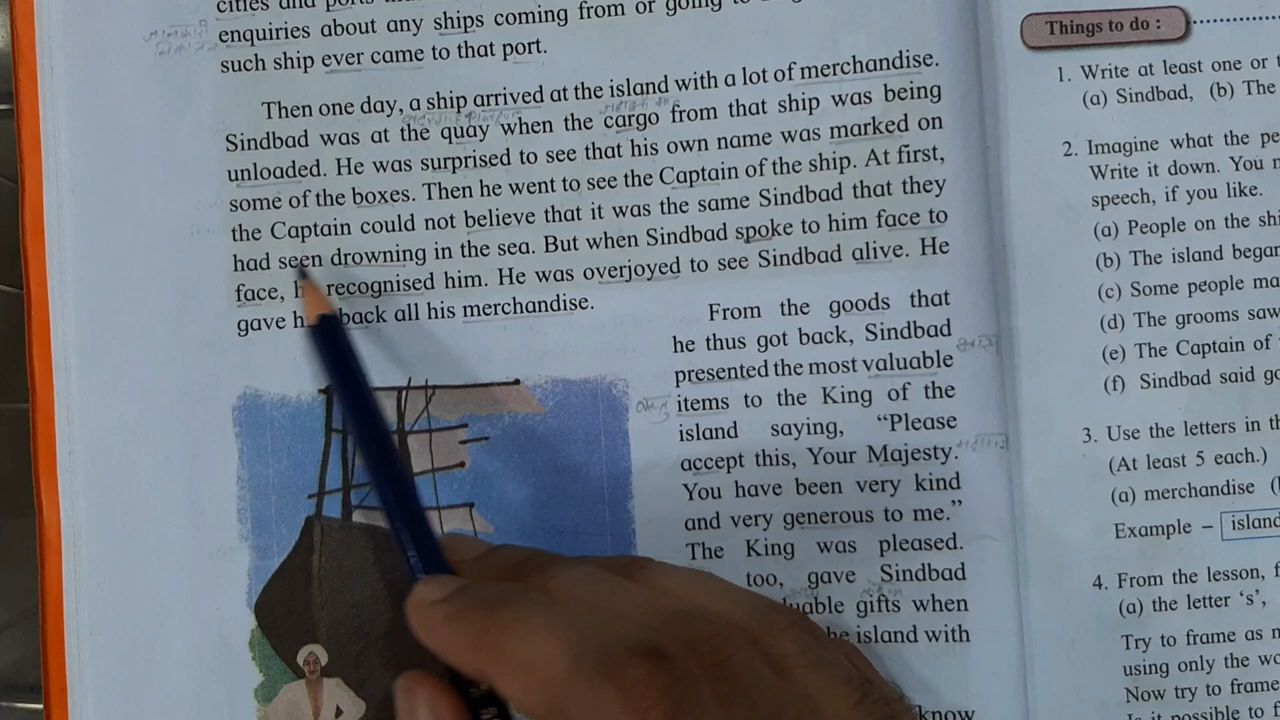 cities and ports
enquiries about any ships coming from or going to
such ship ever came to that port.
Then one day, a ship arrived at the island with a lot of merchandise.
Sindbad was at the quay when the cargo from that ship was being
unloaded. He was surprised to see that his own name was marked on
some of the boxes. Then he went to see the Captain of the ship. At first,
the Captain could not believe that it was the same Sindbad that they
had seen drowning in the sea. But when Sindbad spoke to him face to
face, recognised him. He was overjoyed to see Sindbad alive. He
gave back all his merchandise.
From the goods that
he thus got back, Sindbad
presented the most valuable
items to the King of the
island saying, “Please
accept this, Your Majesty.
You have been very kind
and very generous to me.”
The King was pleased.
too, gave Sindbad
gifts when
island with
know
Things to do :
1. Write at least one or
(a) Sindbad, (b) The
2. Imagine what the
Write it down. You
speech, if you like.
(a) People on the
(b) The island began
(c) Some people
(d) The grooms saw
(e) The Captain of
(f) Sindbad said
3. Use the letters in
(At least 5 each.)
(a) merchandise
Example – island
4. From the lesson,
(a) the letter ‘s’,
Try to frame as
using only the
Now try to frame
Is it possible to